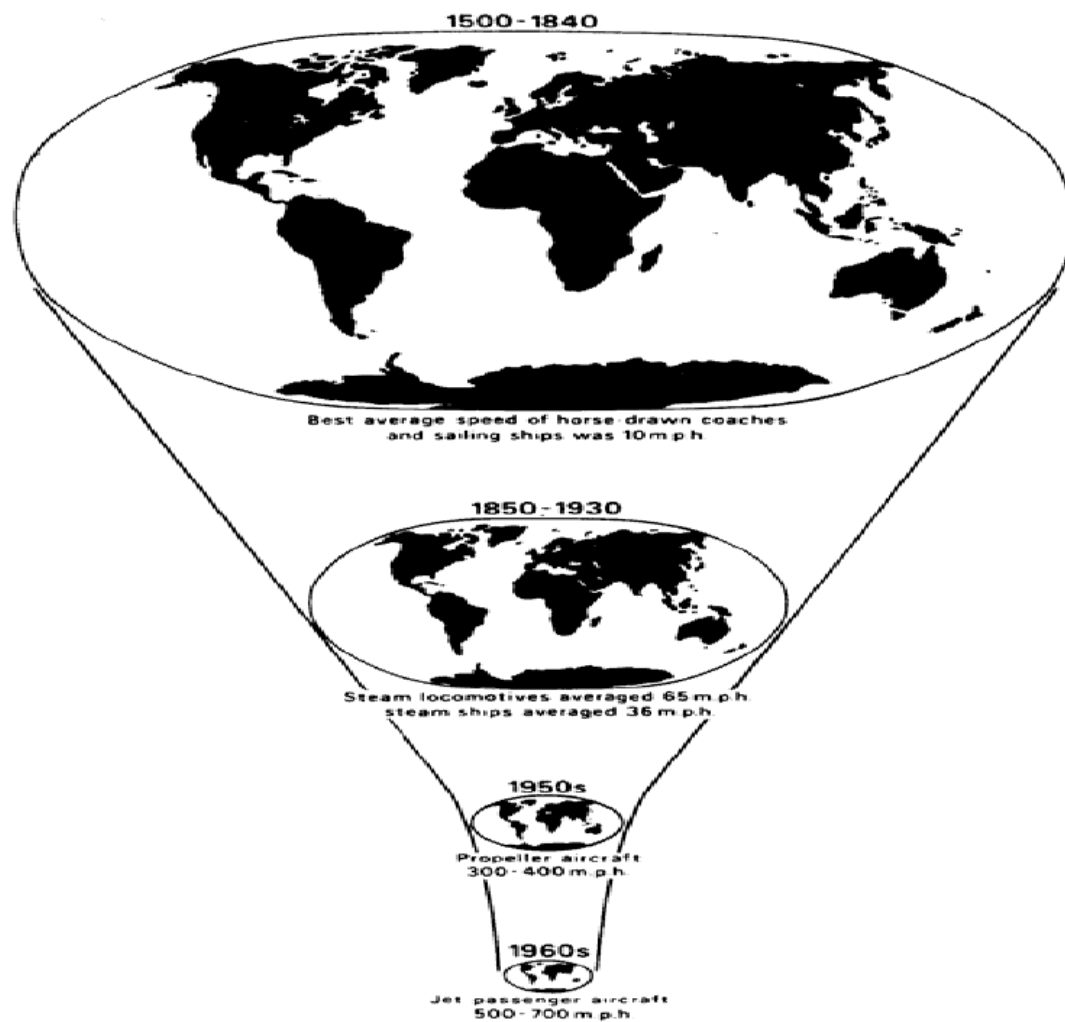 1500-1840
Best average speed of horse-drawn coaches
and sailing ships was 10 m.p.h.
1850-1930
Steam locomotives averaged 65 m.p.h.
steam ships averaged 36 m.p.h.
1950s
Propeller aircraft
300-400 m.p.h.
1960s
Jet passenger aircraft
500-700 m.p.h.